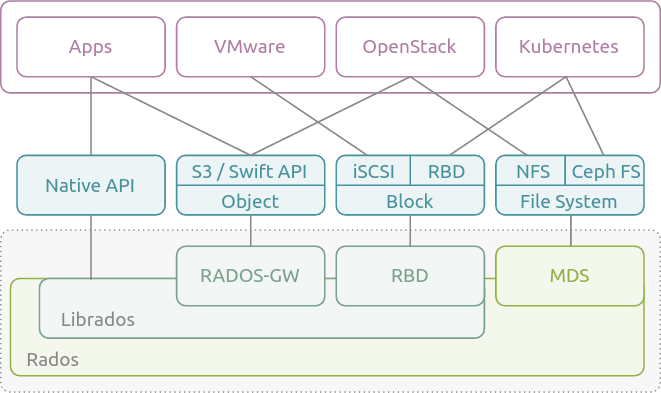 Apps
VMware
OpenStack
Kubernetes
Native API
S3 / Swift API
Object
iSCSI
RBD
Block
NFS
Ceph FS
File System
RADOS-GW
RBD
MDS
Librados
Rados